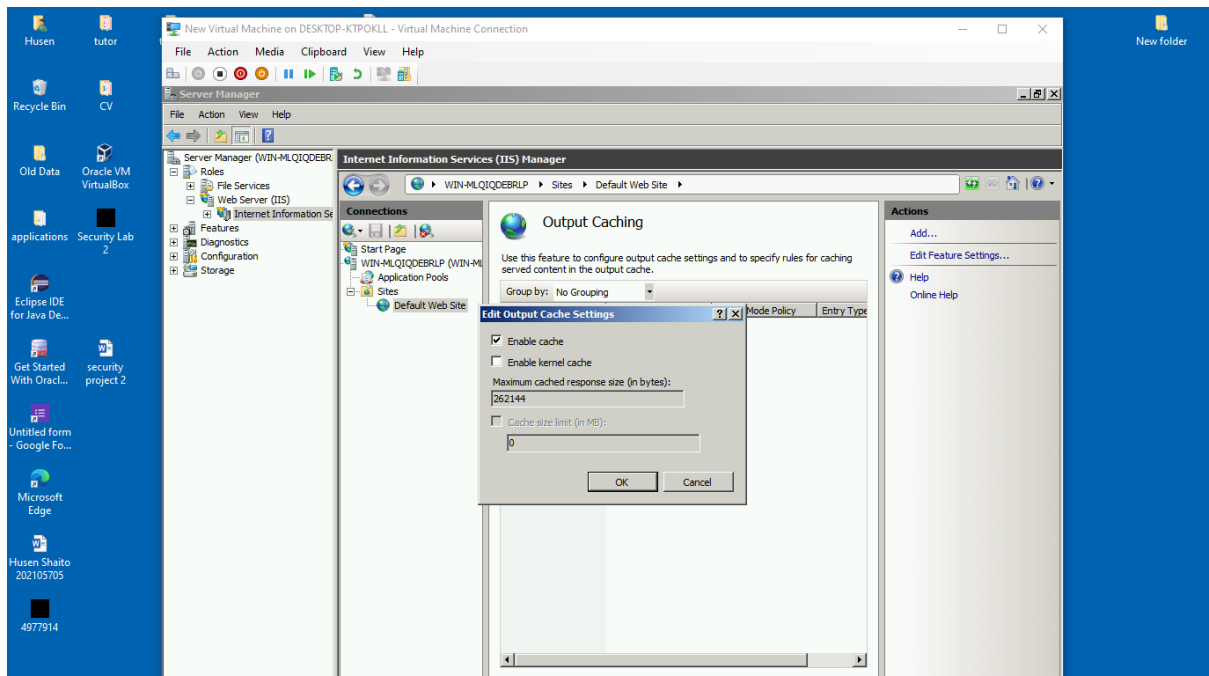 Husen
tutor
New folder
Recycle Bin
CV
Old Data
Oracle VM
VirtualBox
applications
Security Lab
2
Eclipse IDE
for Java De...
Get Started
With Oracl...
security
project 2
Untitled form
- Google Fo...
Microsoft
Edge
Husen Shaito
202105705
4977914
New Virtual Machine on DESKTOP-KTPOKLL - Virtual Machine Connection
File Action Media Clipboard View Help
Server Manager
File Action View Help
Server Manager (WIN-MLQIQDEBR
Roles
File Services
Web Server (IIS)
Internet Information Se
Features
Diagnostics
Configuration
Storage
Internet Information Services (IIS) Manager
WIN-MLQIQDEBRLP Sites Default Web Site
Connections
Start Page
WIN-MLQIQDEBRLP (WIN-ML
Application Pools
Sites
Default Web Site
Output Caching
Use this feature to configure output cache settings and to specify rules for caching
served content in the output cache.
Group by: No Grouping
Mode Policy Entry Type
Edit Output Cache Settings
Enable cache
Enable kernel cache
Maximum cached response size (in bytes):
262144
Cache size limit (in MB):
0
OK Cancel
Actions
Add...
Edit Feature Settings...
Help
Online Help